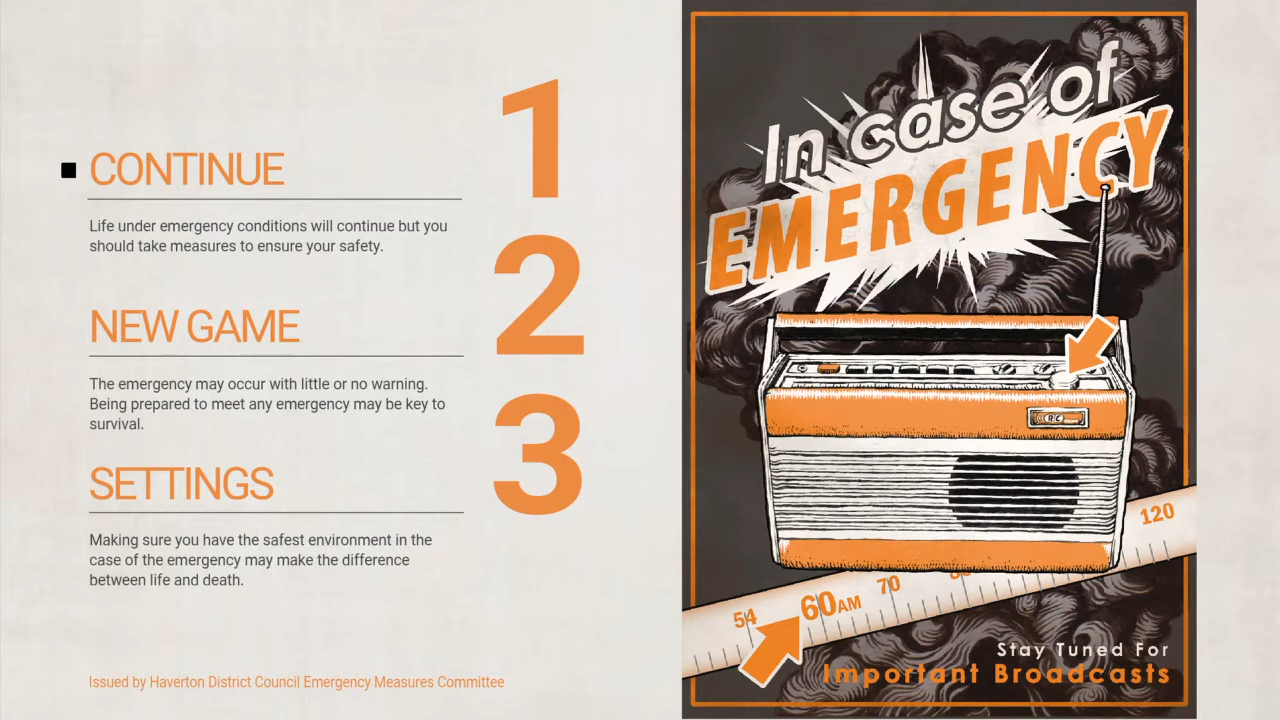 CONTINUE
1
Life under emergency conditions will continue but you
should take measures to ensure your safety.
NEW GAME
2
The emergency may occur with little or no warning.
Being prepared to meet any emergency may be key to
survival.
SETTINGS
3
Making sure you have the safest environment in the
case of the emergency may make the difference
between life and death.
Issued by Haverton District Council Emergency Measures Committee
In case of
EMERGENCY
54 60AM 70 120
Stay Tuned For
Important Broadcasts